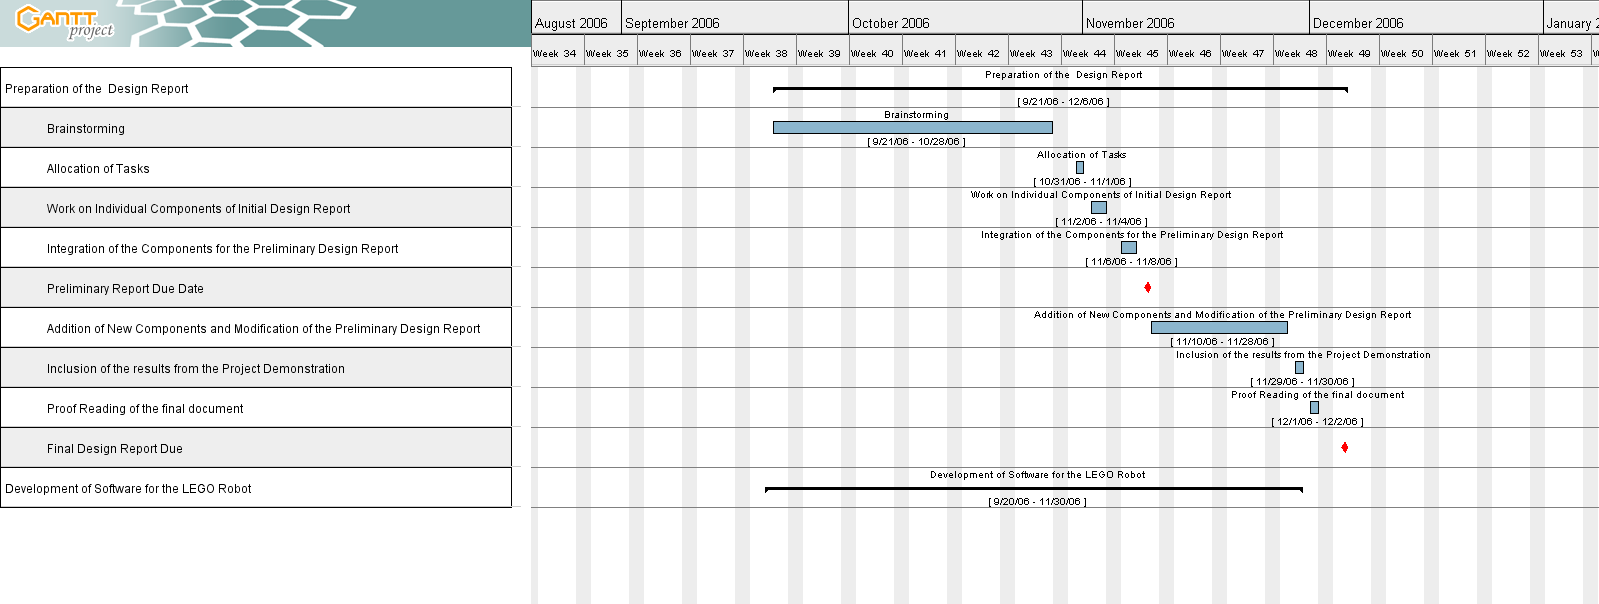 GANTT
project
August 2006 September 2006 October 2006 November 2006 December 2006 January 2
Week 34 Week 35 Week 36 Week 37 Week 38 Week 39 Week 40 Week 41 Week 42 Week 43 Week 44 Week 45 Week 46 Week 47 Week 48 Week 49 Week 50 Week 51 Week 52 Week 53 W
Preparation of the Design Report
Preparation of the Design Report
[ 9/21/06 - 12/6/06 ]
Brainstorming
Brainstorming
[ 9/21/06 - 10/28/06 ]
Allocation of Tasks
Allocation of Tasks
[ 10/31/06 - 11/1/06 ]
Work on Individual Components of Initial Design Report
Work on Individual Components of Initial Design Report
[ 11/2/06 - 11/4/06 ]
Integration of the Components for the Preliminary Design Report
Integration of the Components for the Preliminary Design Report
[ 11/6/06 - 11/8/06 ]
Preliminary Report Due Date
Addition of New Components and Modification of the Preliminary Design Report
Addition of New Components and Modification of the Preliminary Design Report
[ 11/10/06 - 11/28/06 ]
Inclusion of the results from the Project Demonstration
Inclusion of the results from the Project Demonstration
[ 11/29/06 - 11/30/06 ]
Proof Reading of the final document
Proof Reading of the final document
[ 12/1/06 - 12/2/06 ]
Final Design Report Due
Development of Software for the LEGO Robot
Development of Software for the LEGO Robot
[ 9/20/06 - 11/30/06 ]